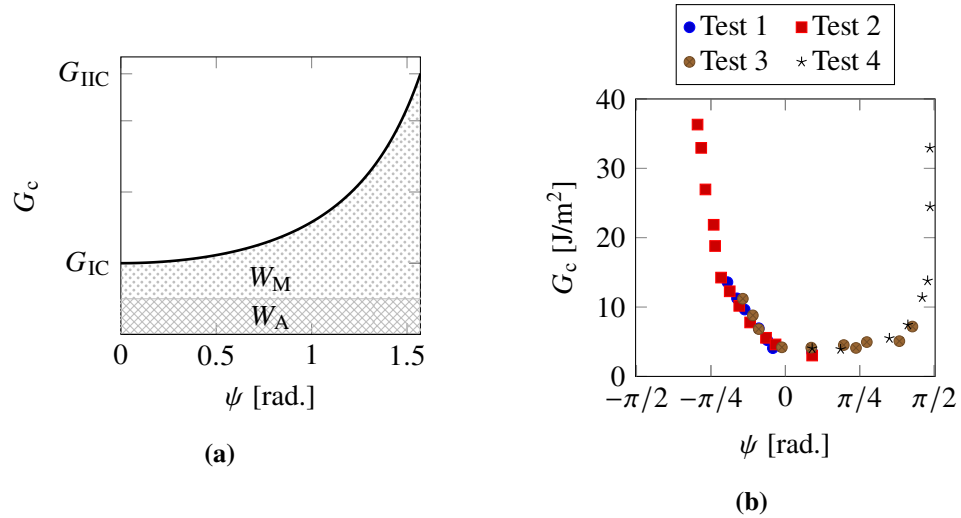 G_IIC
G_c
G_IC
W_M
W_A
0 0.5 1 1.5
ψ [rad.]
(a)
Test 1 Test 2
Test 3 Test 4
40
30
20
10
0
G_c [J/m²]
−π/2 −π/4 0 π/4 π/2
ψ [rad.]
(b)